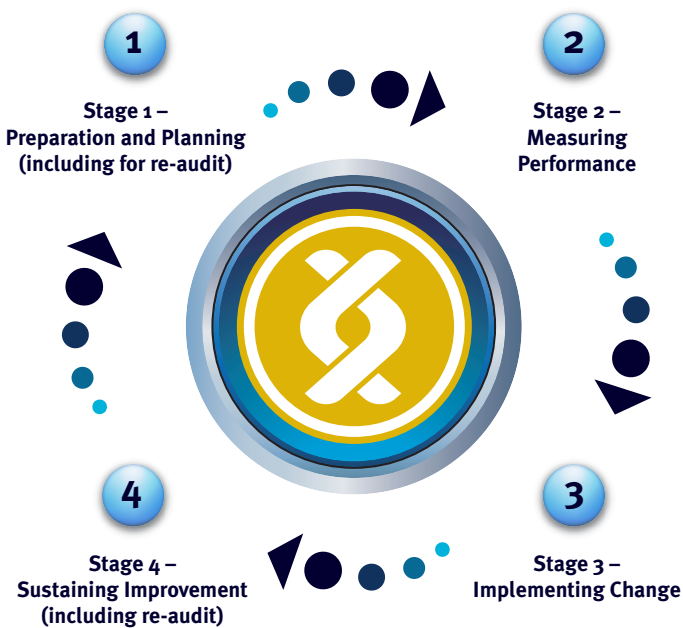 1
Stage 1 –
Preparation and Planning
(including for re-audit)
2
Stage 2 –
Measuring
Performance
3
Stage 3 –
Implementing Change
4
Stage 4 –
Sustaining Improvement
(including re-audit)